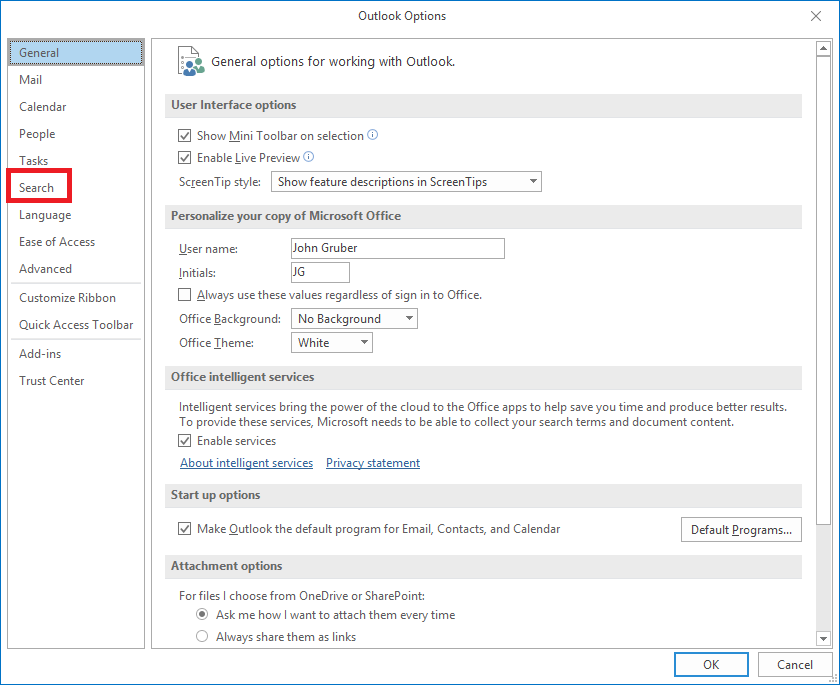 Outlook Options
General
Mail
Calendar
People
Tasks
Search
Language
Ease of Access
Advanced
Customize Ribbon
Quick Access Toolbar
Add-ins
Trust Center
General options for working with Outlook.
User Interface options
Show Mini Toolbar on selection
Enable Live Preview
ScreenTip style: Show feature descriptions in ScreenTips
Personalize your copy of Microsoft Office
User name: John Gruber
Initials: JG
Always use these values regardless of sign in to Office.
Office Background: No Background
Office Theme: White
Office intelligent services
Intelligent services bring the power of the cloud to the Office apps to help save you time and produce better results.
To provide these services, Microsoft needs to be able to collect your search terms and document content.
Enable services
About intelligent services Privacy statement
Start up options
Make Outlook the default program for Email, Contacts, and Calendar Default Programs...
Attachment options
For files I choose from OneDrive or SharePoint:
Ask me how I want to attach them every time
Always share them as links
OK Cancel